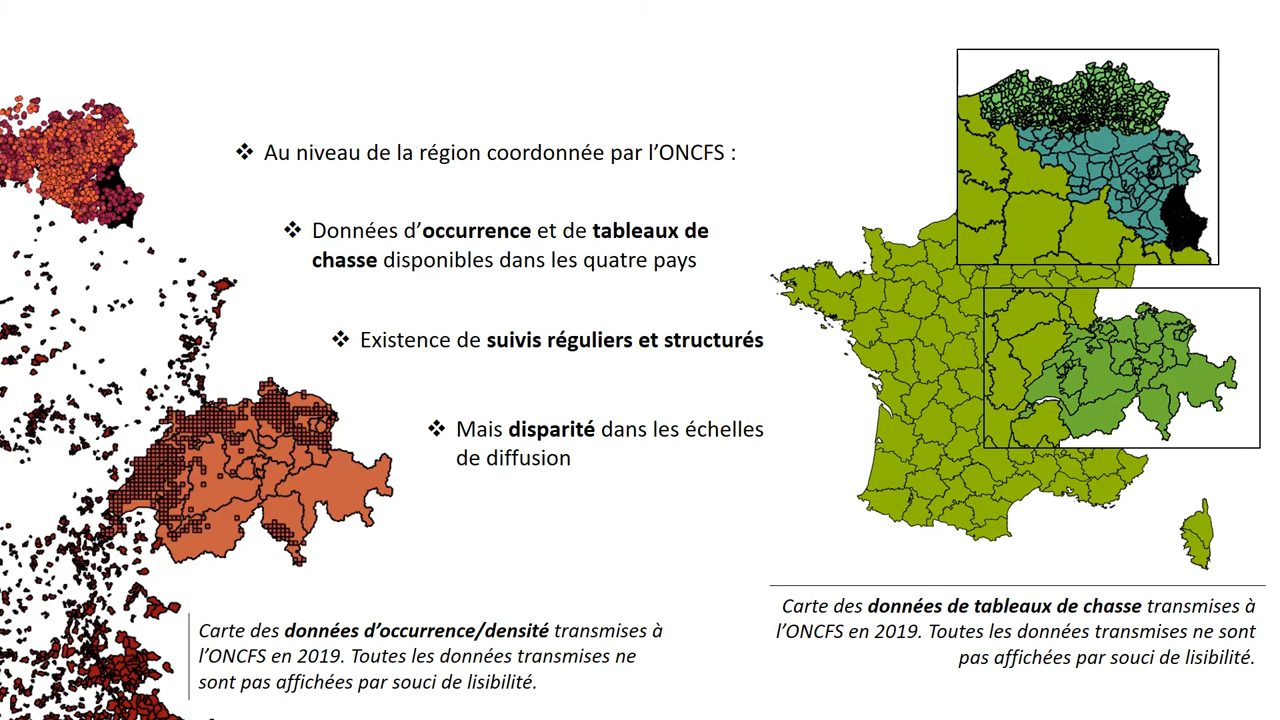 ❖ Au niveau de la région coordonnée par l’ONCFS :
❖ Données d’occurrence et de tableaux de
chasse disponibles dans les quatre pays
❖ Existence de suivis réguliers et structurés
❖ Mais disparité dans les échelles
de diffusion
Carte des données d’occurrence/densité transmises à
l’ONCFS en 2019. Toutes les données transmises ne
sont pas affichées par souci de lisibilité.
Carte des données de tableaux de chasse transmises à
l’ONCFS en 2019. Toutes les données transmises ne sont
pas affichées par souci de lisibilité.